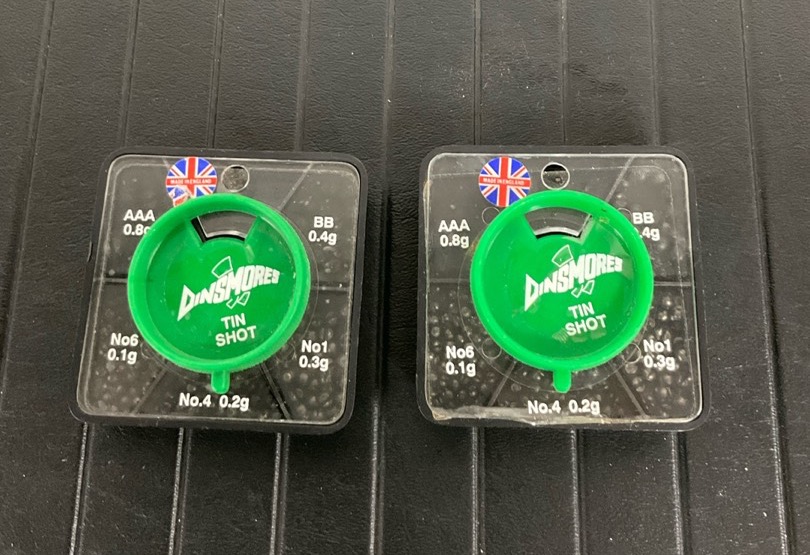 MADE IN ENGLAND
AAA
0.8g
BB
0.4g
DINSMORES
TIN
SHOT
No6
0.1g
No1
0.3g
No.4 0.2g
MADE IN ENGLAND
AAA
0.8g
BB
.4g
DINSMORES
TIN
SHOT
No6
0.1g
No1
0.3g
No.4 0.2g